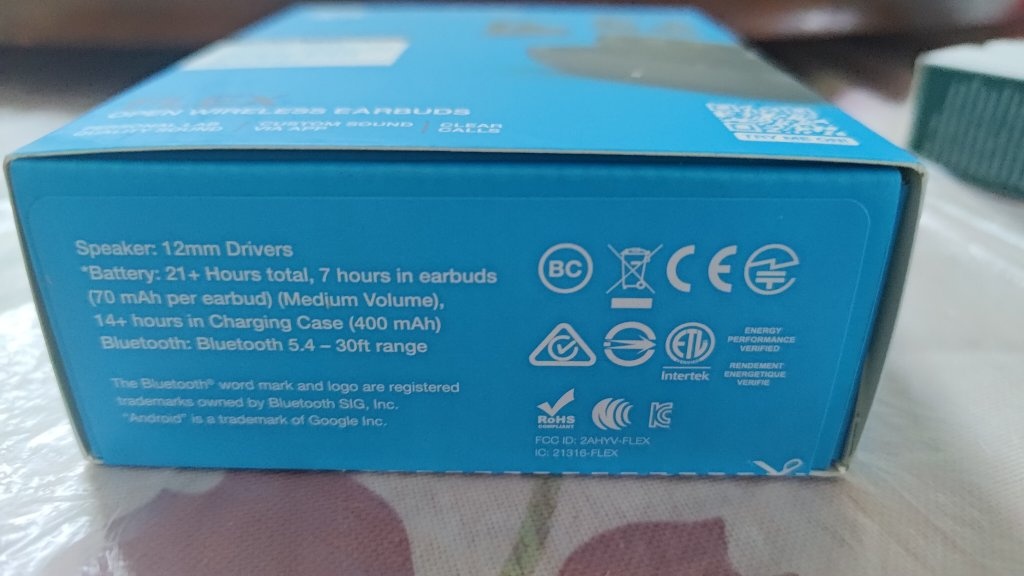 OPEN WIRELESS EARBUDS
QUALITY SOUND | CUSTOM SOUND VIA APP | CLEAR CALLS
Speaker: 12mm Drivers
*Battery: 21+ Hours total, 7 hours in earbuds
(70 mAh per earbud) (Medium Volume),
14+ hours in Charging Case (400 mAh)
Bluetooth: Bluetooth 5.4 – 30ft range
The Bluetooth® word mark and logo are registered
trademarks owned by Bluetooth SIG, Inc.
"Android" is a trademark of Google Inc.
BC
CE
ETL
Intertek
ENERGY
PERFORMANCE
VERIFIED
RENDEMENT
ENERGETIQUE
VERIFIE
RoHS
COMPLIANT
FCC ID: 2AHYV-FLEX
IC: 21316-FLEX